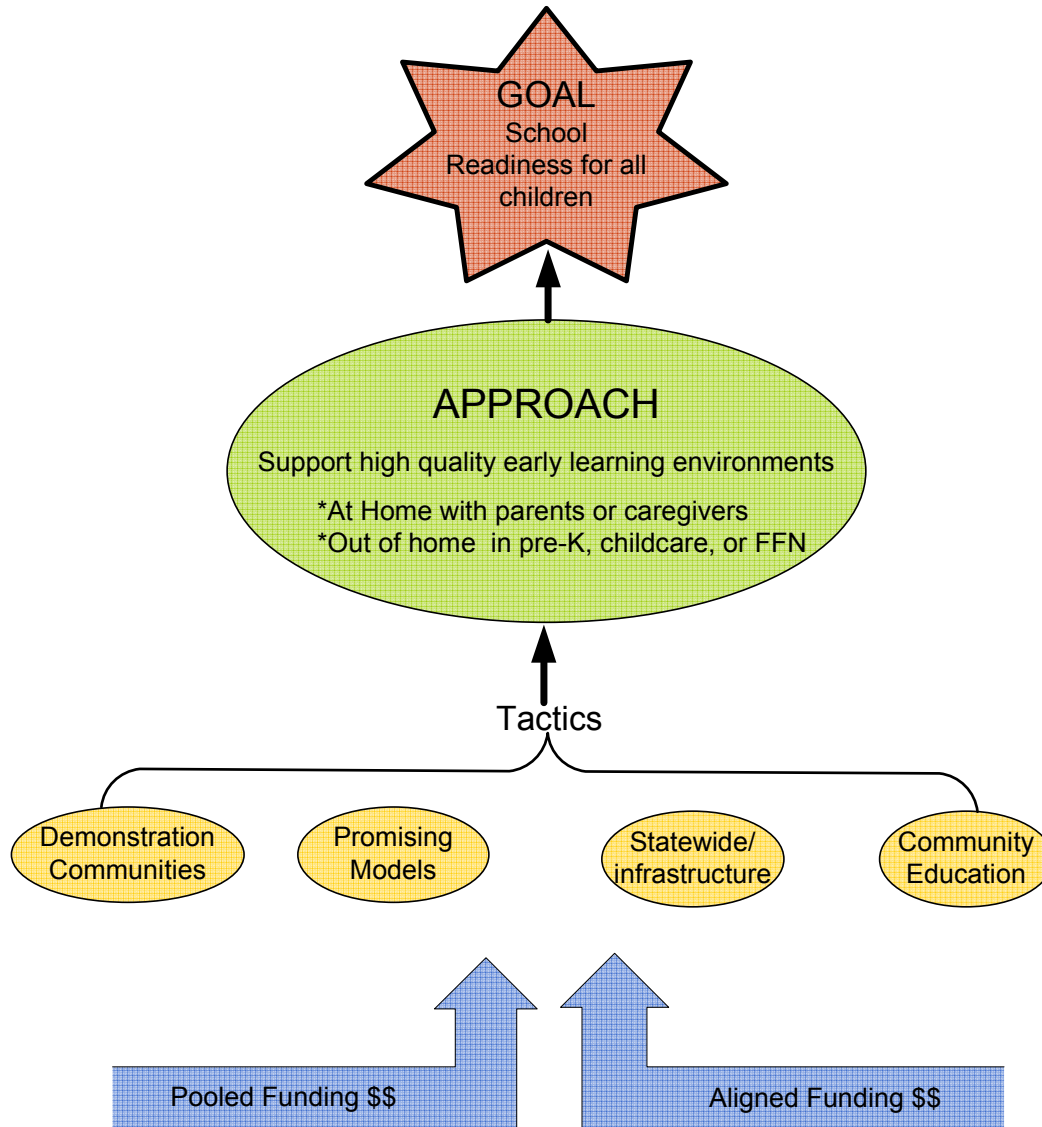 GOAL
School
Readiness for all
children
APPROACH
Support high quality early learning environments
*At Home with parents or caregivers
*Out of home in pre-K, childcare, or FFN
Tactics
Demonstration
Communities
Promising
Models
Statewide/
infrastructure
Community
Education
Pooled Funding $$
Aligned Funding $$